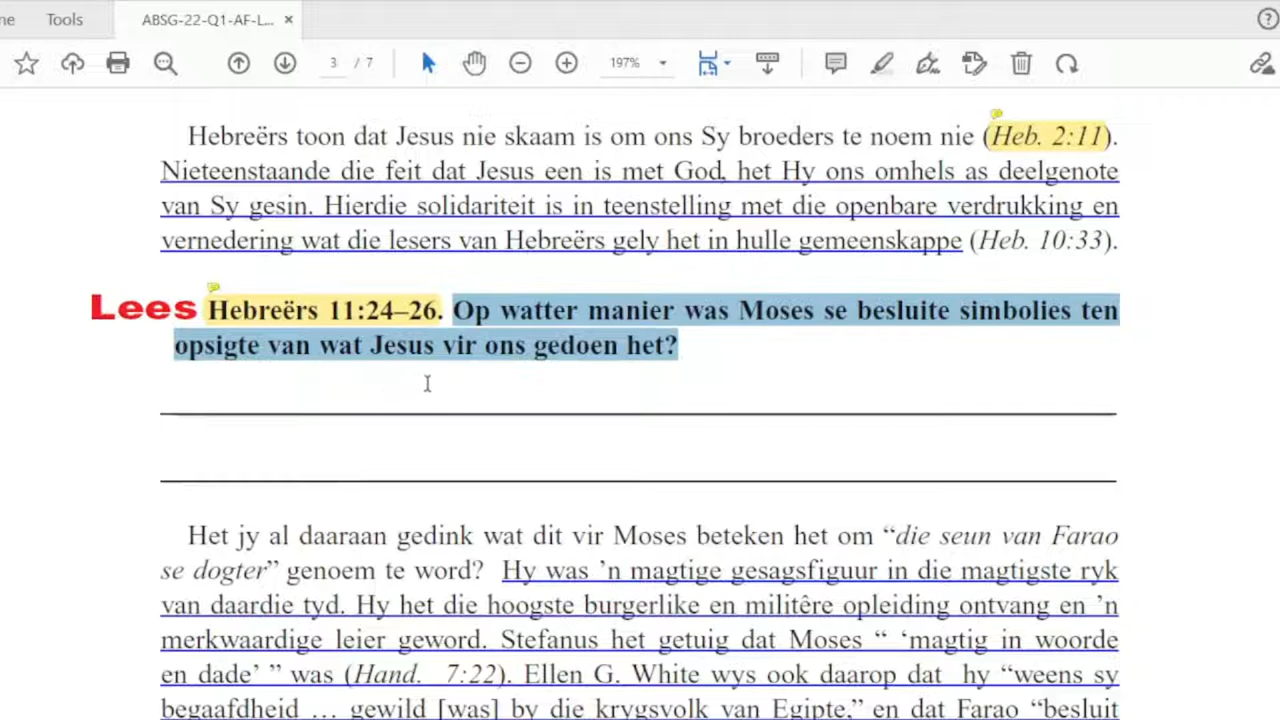 ne Tools ABSG-22-Q1-AF-L... ×
3 / 7 197%
Hebreërs toon dat Jesus nie skaam is om ons Sy broeders te noem nie (Heb. 2:11).
Nieteenstaande die feit dat Jesus een is met God, het Hy ons omhels as deelgenote
van Sy gesin. Hierdie solidariteit is in teenstelling met die openbare verdrukking en
vernedering wat die lesers van Hebreërs gely het in hulle gemeenskappe (Heb. 10:33).
Lees Hebreërs 11:24–26. Op watter manier was Moses se besluite simbolies ten
opsigte van wat Jesus vir ons gedoen het?
Het jy al daaraan gedink wat dit vir Moses beteken het om “die seun van Farao
se dogter” genoem te word? Hy was ’n magtige gesagsfiguur in die magtigste ryk
van daardie tyd. Hy het die hoogste burgerlike en militêre opleiding ontvang en ’n
merkwaardige leier geword. Stefanus het getuig dat Moses “ ‘magtig in woorde
en dade’ ” was (Hand. 7:22). Ellen G. White wys ook daarop dat hy “weens sy
begaafdheid … gewild [was] by die krygsvolk van Egipte,” en dat Farao “besluit